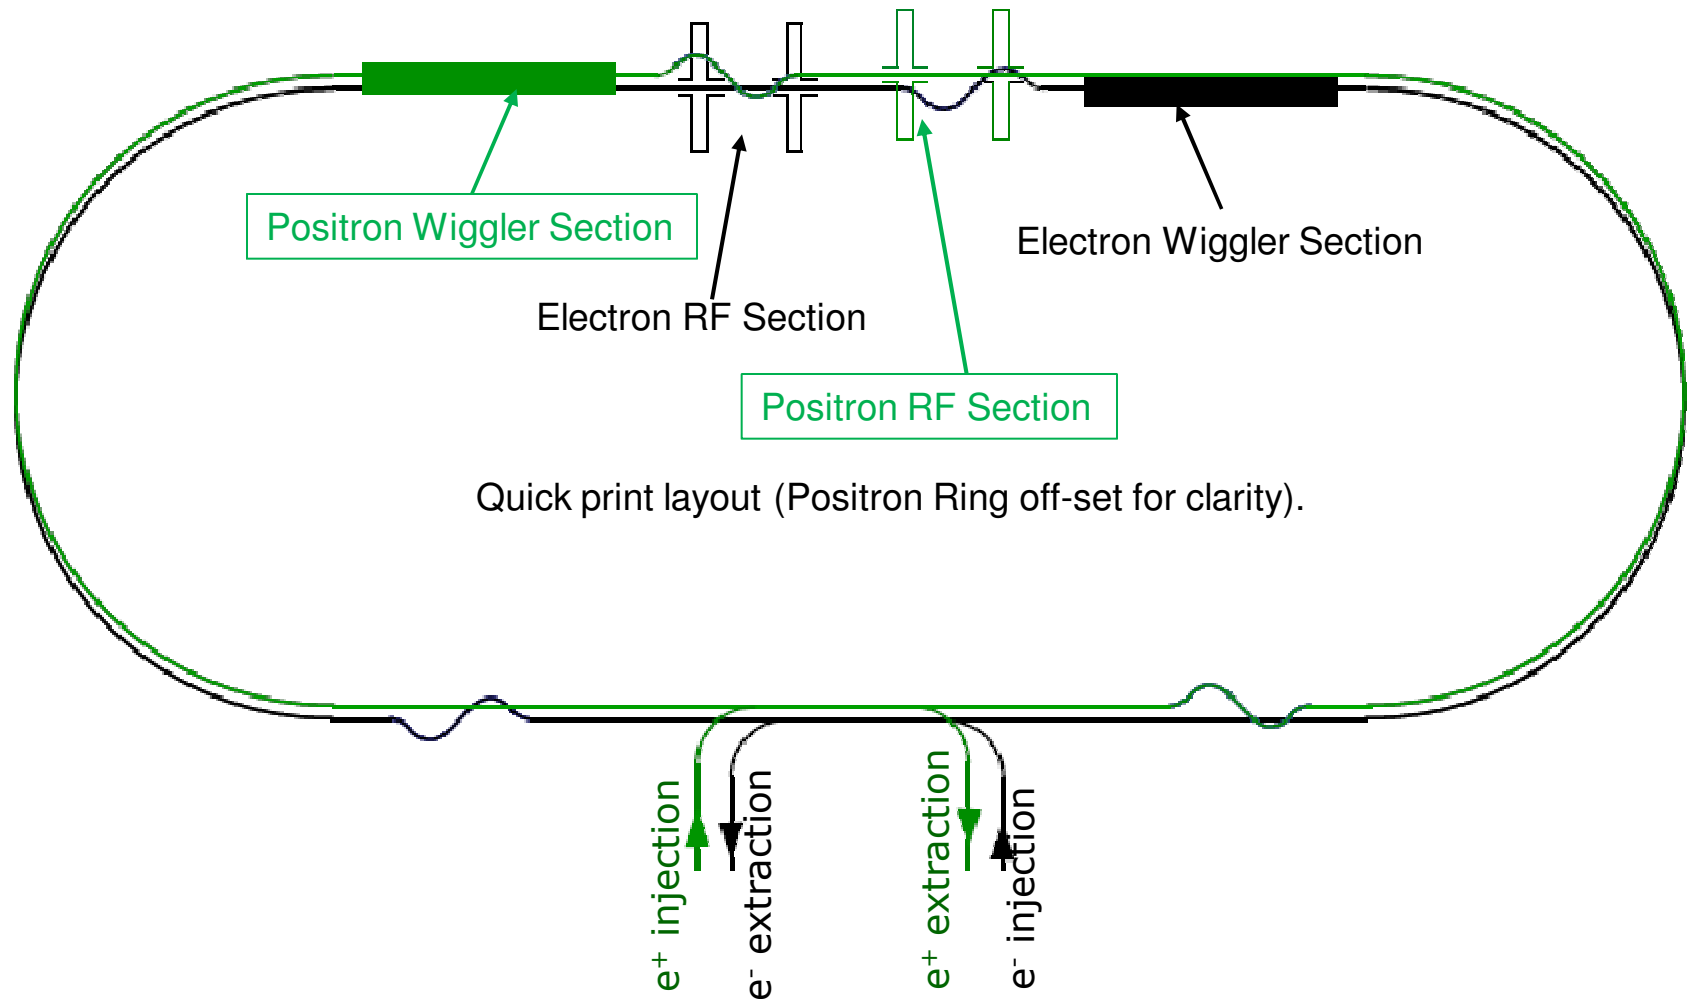 Positron Wiggler Section
Electron Wiggler Section
Electron RF Section
Positron RF Section
Quick print layout (Positron Ring off-set for clarity).
e⁺ injection
e⁻ extraction
e⁺ extraction
e⁻ injection